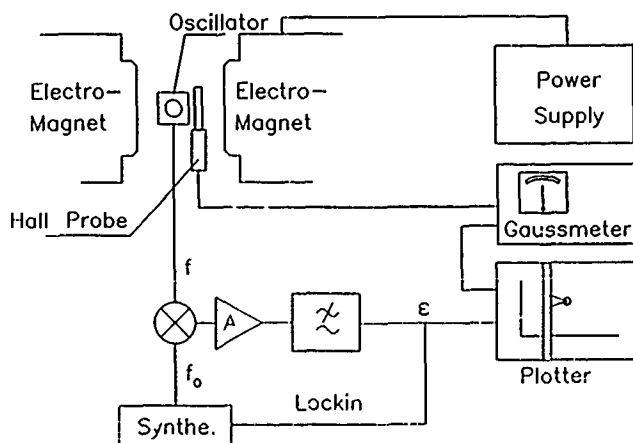 Oscillator
Electro-
Magnet
Electro-
Magnet
Power
Supply
Hall Probe
Gaussmeter
f
A
ε
f₀
Lockin
Plotter
Synthe.